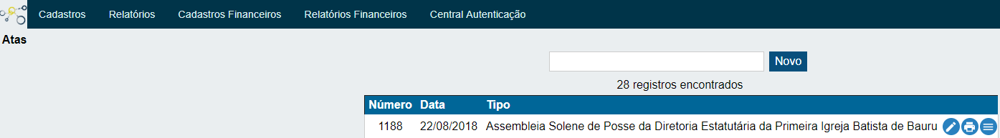 Cadastros Relatórios Cadastros Financeiros Relatórios Financeiros Central Autenticação
Atas
Novo
28 registros encontrados
Número Data Tipo
1188 22/08/2018 Assembleia Solene de Posse da Diretoria Estatutária da Primeira Igreja Batista de Bauru